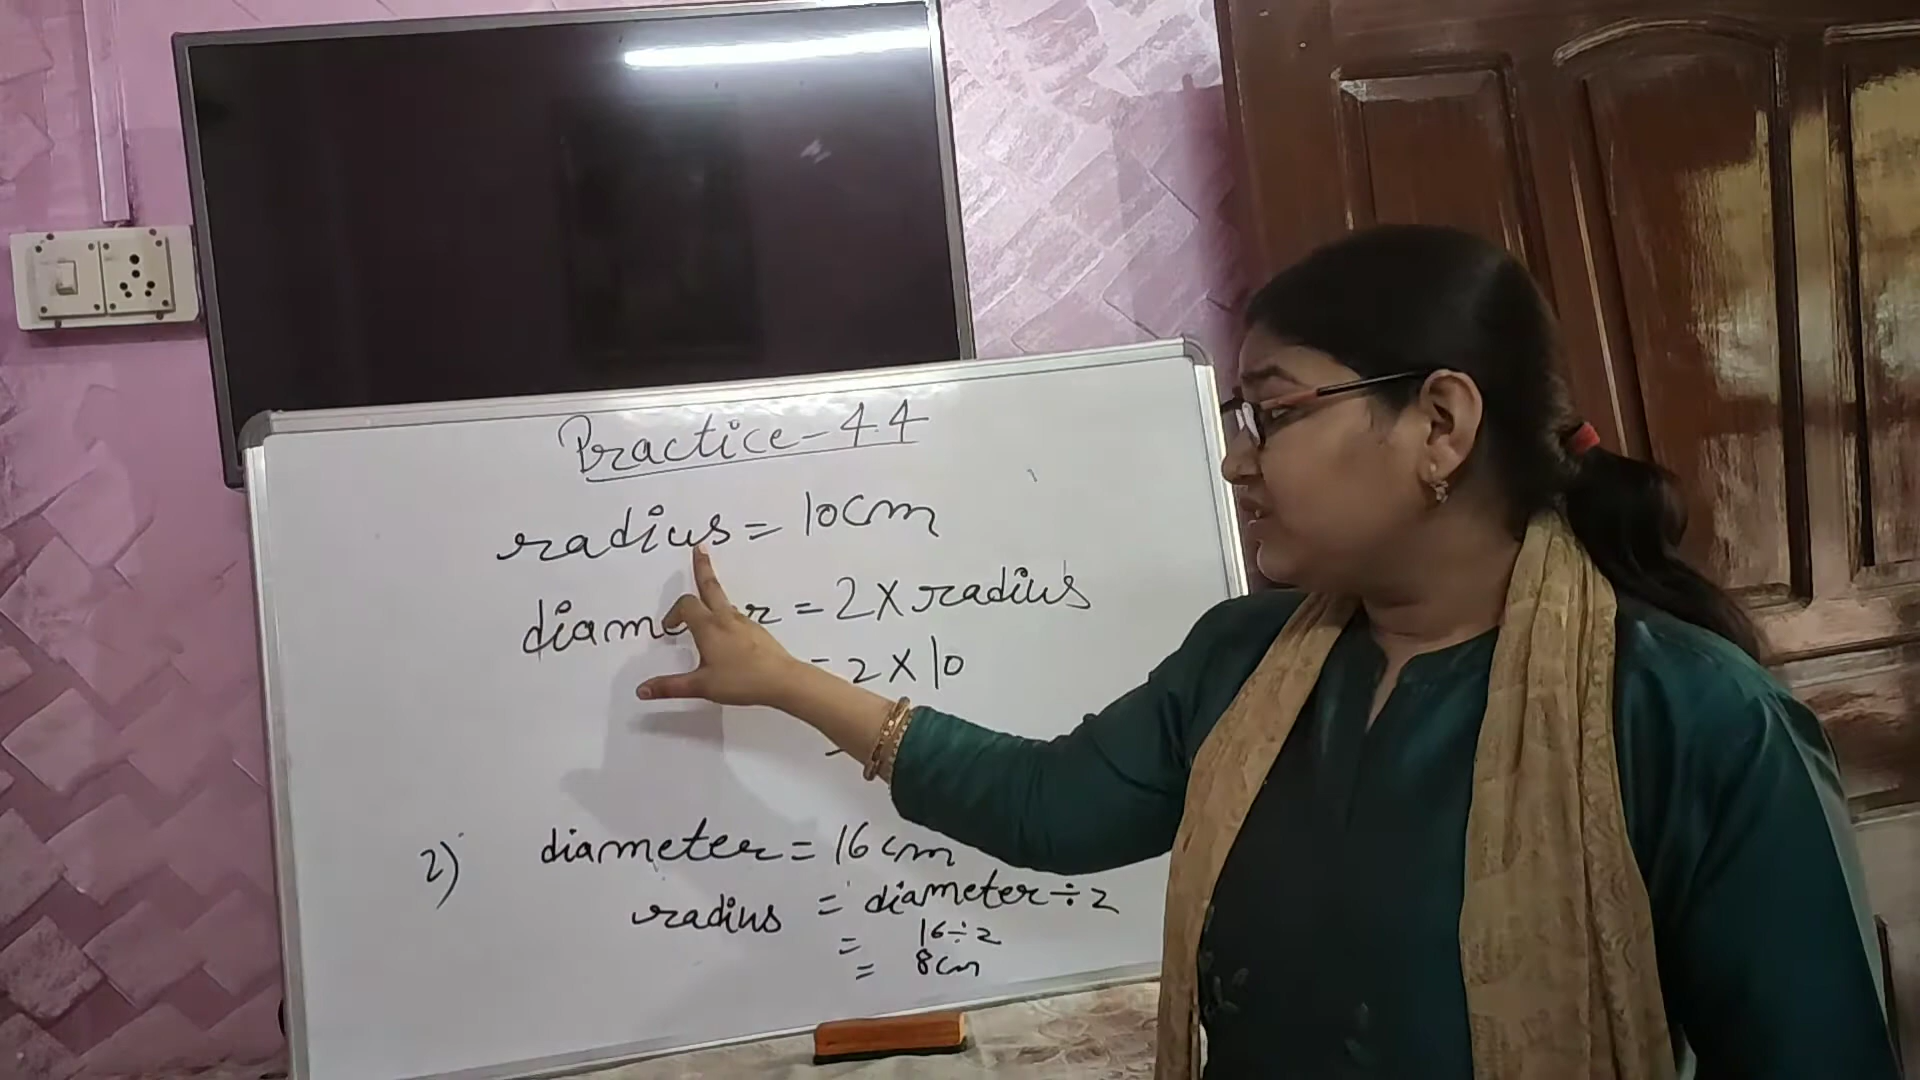 Practice - 4.4
radius = 10cm
= 2 X radius
= 2 X 10
2) diameter = 16 cm
radius = diameter ÷ 2
= 16 ÷ 2
= 8cm